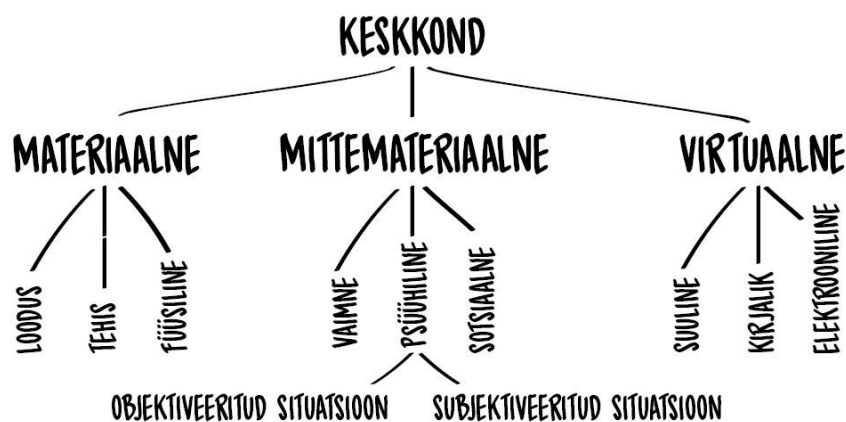 KESKKOND
MATERIAALNE MITTEMATERIAALNE VIRTUAALNE
LOODUS TEHIS FÜÜSILINE VAIMNE PSÜÜHILINE SOTSIAALNE SUULINE KIRJALIK ELEKTROONILINE
OBJEKTIVEERITUD SITUATSIOON SUBJEKTIVEERITUD SITUATSIOON